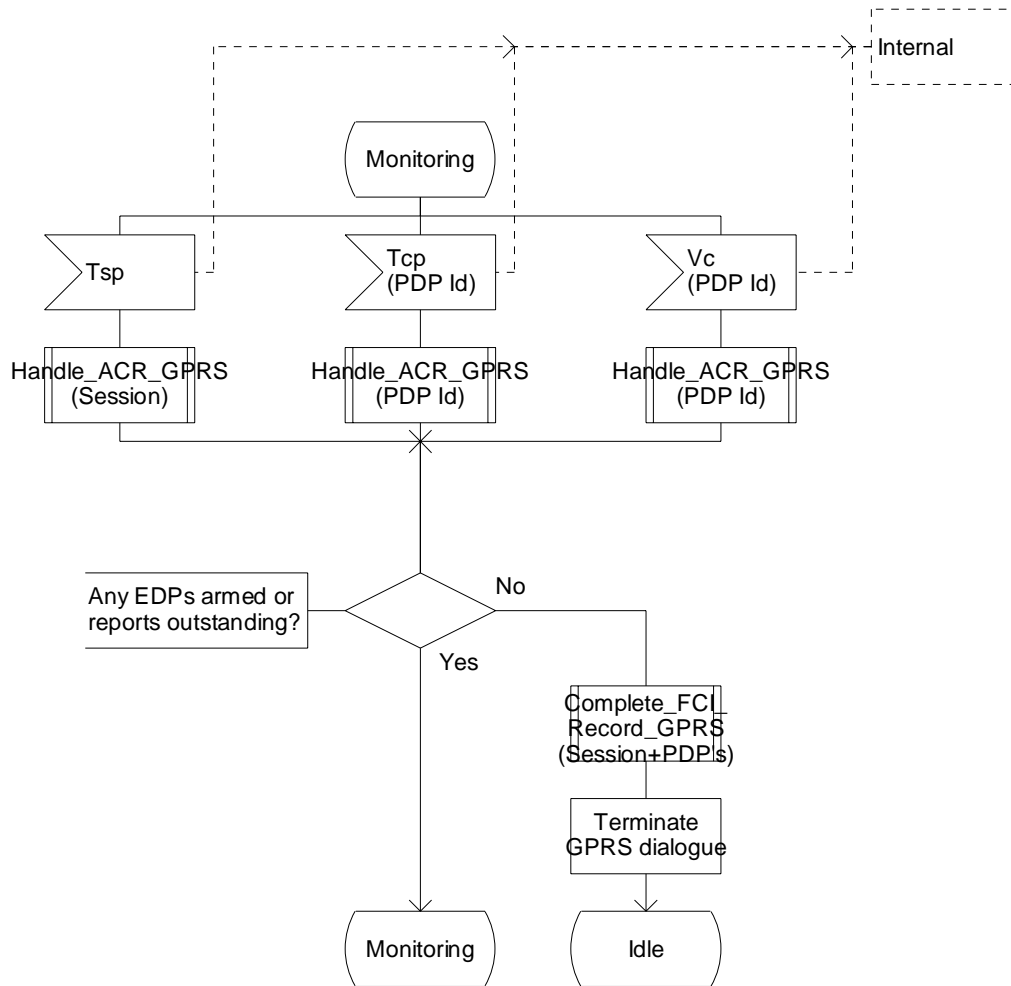 Internal
Monitoring
Tsp
Tcp
(PDP Id)
Vc
(PDP Id)
Handle_ACR_GPRS
(Session)
Handle_ACR_GPRS
(PDP Id)
Handle_ACR_GPRS
(PDP Id)
Any EDPs armed or
reports outstanding?
No
Yes
Complete_FCI_
Record_GPRS
(Session+PDP's)
Terminate
GPRS dialogue
Monitoring
Idle